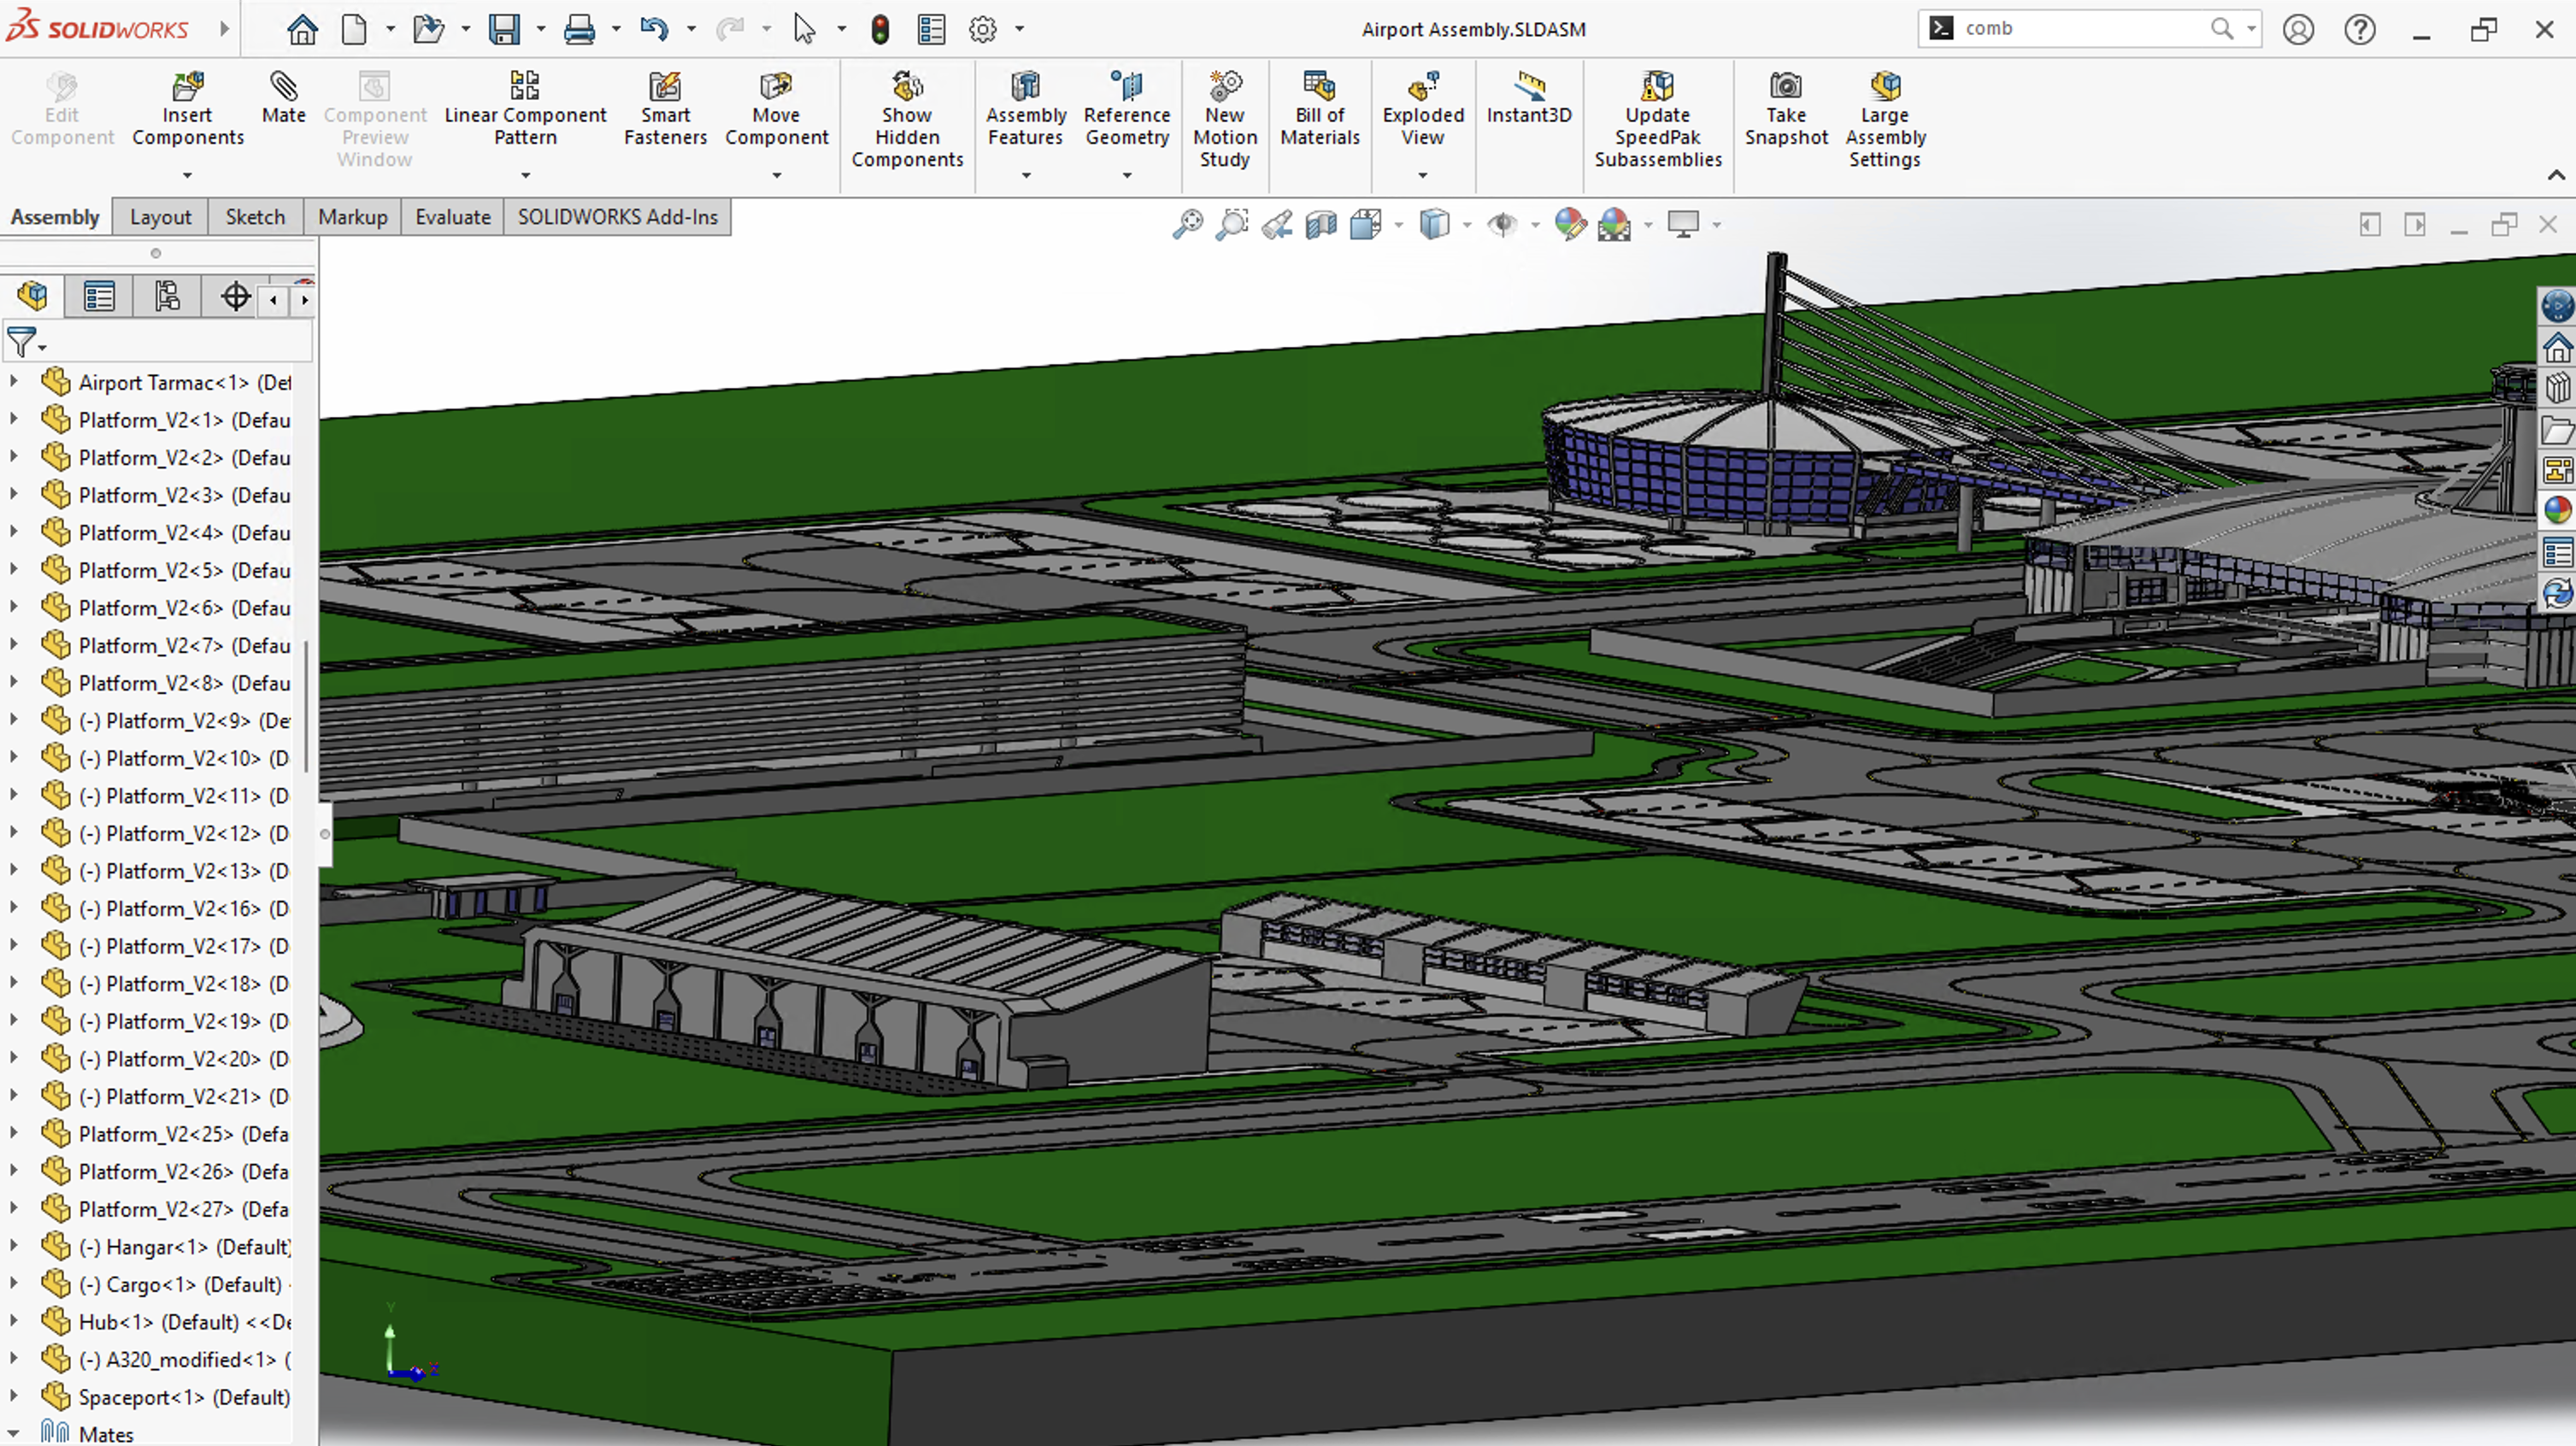 SOLIDWORKS
Airport Assembly.SLDASM
comb
Edit Component
Insert Components
Mate
Component Preview Window
Linear Component Pattern
Smart Fasteners
Move Component
Show Hidden Components
Assembly Features
Reference Geometry
New Motion Study
Bill of Materials
Exploded View
Instant3D
Update SpeedPak Subassemblies
Take Snapshot
Large Assembly Settings
Assembly
Layout
Sketch
Markup
Evaluate
SOLIDWORKS Add-Ins
Airport Tarmac<1> (Def
Platform_V2<1> (Defau
Platform_V2<2> (Defau
Platform_V2<3> (Defau
Platform_V2<4> (Defau
Platform_V2<5> (Defau
Platform_V2<6> (Defau
Platform_V2<7> (Defau
Platform_V2<8> (Defau
(-) Platform_V2<9> (De
(-) Platform_V2<10> (D
(-) Platform_V2<11> (D
(-) Platform_V2<12> (D
(-) Platform_V2<13> (D
(-) Platform_V2<16> (D
(-) Platform_V2<17> (D
(-) Platform_V2<18> (D
(-) Platform_V2<19> (D
(-) Platform_V2<20> (D
(-) Platform_V2<21> (D
Platform_V2<25> (Defa
Platform_V2<26> (Defa
Platform_V2<27> (Defa
(-) Hangar<1> (Default)
(-) Cargo<1> (Default)
Hub<1> (Default) <<De
(-) A320_modified<1> (
Spaceport<1> (Default)
Mates
Y
Z